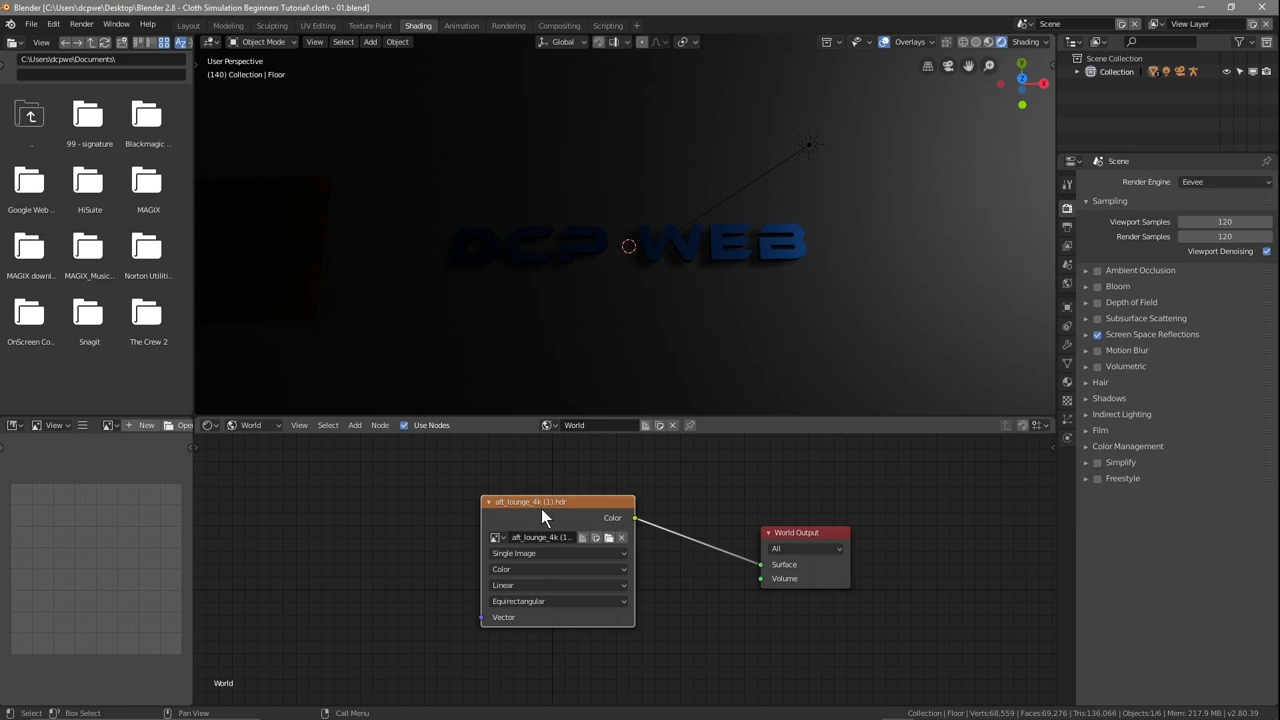 Blender [C:\Users\dcpwe\Desktop\Blender 2.8 - Cloth Simulation Beginners Tutorial\cloth - 01.blend]
File Edit Render Window Help Layout Modeling Sculpting UV Editing Texture Paint Shading Animation Rendering Compositing Scripting + Scene View Layer
View Object Mode View Select Add Object Global Overlays Shading
C:\Users\dcpwe\Documents\
User Perspective
(140) Collection | Floor
Scene Collection
Collection
.. 99 - signature Blackmagic ..
Google Web .. HiSuite MAGIX
MAGIX downl.. MAGIX_Music.. Norton Utiliti..
OnScreen Co.. Snagit The Crew 2
DCP WEB
Z
X
Y
Scene
Render Engine Eevee
Sampling
Viewport Samples 120
Render Samples 120
Viewport Denoising
Ambient Occlusion
Bloom
Depth of Field
Subsurface Scattering
Screen Space Reflections
Motion Blur
Volumetric
Hair
Shadows
Indirect Lighting
Film
Color Management
Simplify
Freestyle
View New Open World View Select Add Node Use Nodes World
aft_lounge_4k (1).hdr
Color
aft_lounge_4k (1..
Single Image
Color
Linear
Equirectangular
Vector
World Output
All
Surface
Volume
World
Select Box Select Pan View Call Menu Collection | Floor | Verts:68,559 | Faces:69,276 | Tris:136,066 | Objects:1/6 | Mem: 217.9 MB | v2.80.39